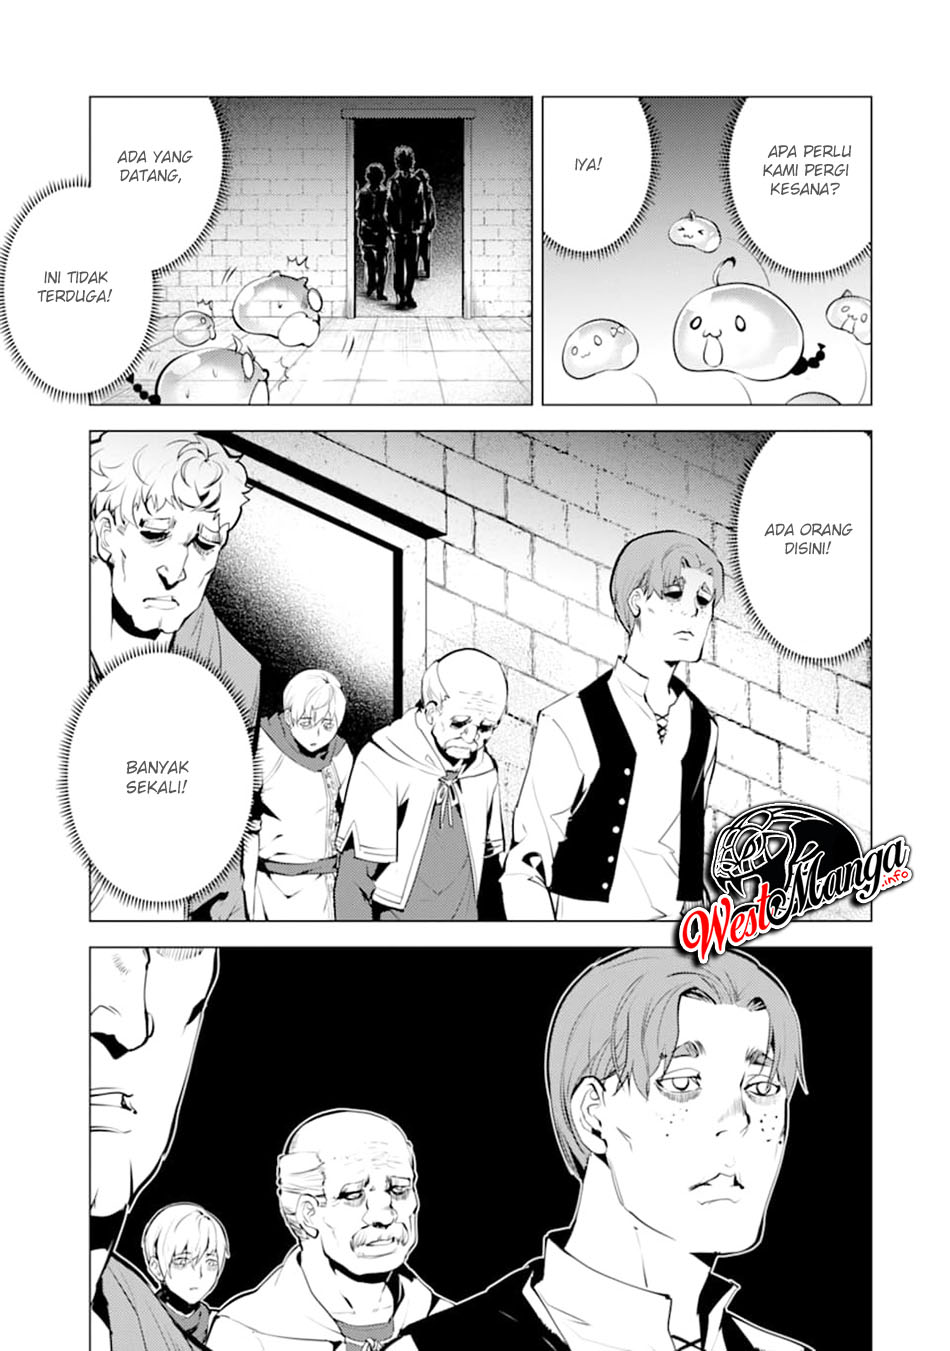 APA PERLU
KAMI PERGI
KESANA?
IYA!
ADA YANG
DATANG,
INI TIDAK
TERDUGA!
ADA ORANG
DISINI!
BANYAK
SEKALI!
WestManga
.info